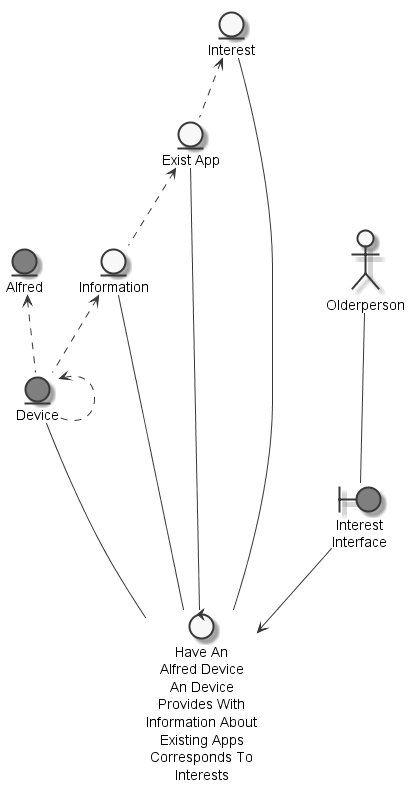 Interest
Exist App
Alfred
Information
Olderperson
Device
Interest
Interface
Have An
Alfred Device
An Device
Provides With
Information About
Existing Apps
Corresponds To
Interests